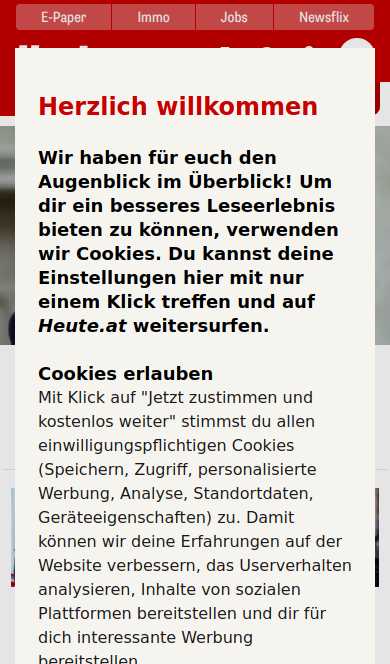 E-Paper
Immo
Jobs
Newsflix
Herzlich willkommen
Wir haben für euch den
Augenblick im Überblick! Um
dir ein besseres Leseerlebnis
bieten zu können, verwenden
wir Cookies. Du kannst deine
Einstellungen hier mit nur
einem Klick treffen und auf
Heute.at weitersurfen.
Cookies erlauben
Mit Klick auf "Jetzt zustimmen und
kostenlos weiter" stimmst du allen
einwilligungspflichtigen Cookies
(Speichern, Zugriff, personalisierte
Werbung, Analyse, Standortdaten,
Geräteeigenschaften) zu. Damit
können wir deine Erfahrungen auf der
Website verbessern, das Userverhalten
analysieren, Inhalte von sozialen
Plattformen bereitstellen und dir für
dich interessante Werbung
bereitstellen